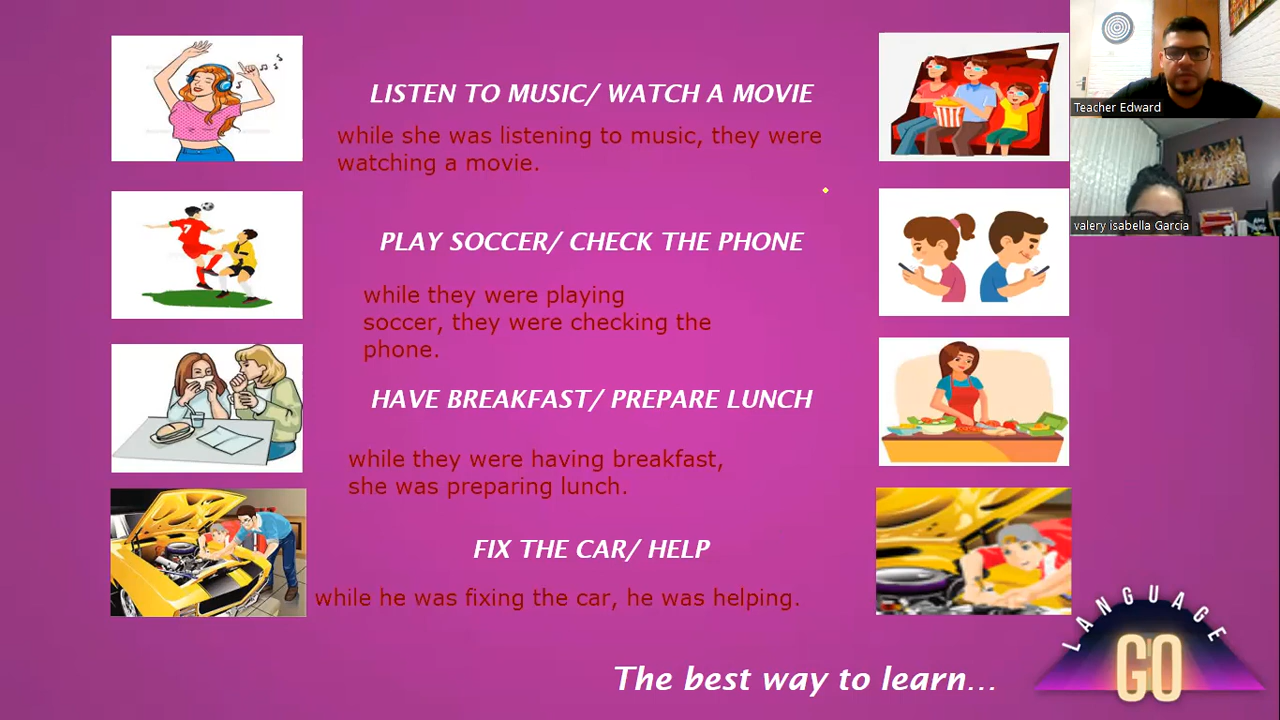 LISTEN TO MUSIC/ WATCH A MOVIE
while she was listening to music, they were
watching a movie.
PLAY SOCCER/ CHECK THE PHONE
while they were playing
soccer, they were checking the
phone.
HAVE BREAKFAST/ PREPARE LUNCH
while they were having breakfast,
she was preparing lunch.
FIX THE CAR/ HELP
while he was fixing the car, he was helping.
The best way to learn...
LANGUAGE
GO
Teacher Edward
valery isabella Garcia
7